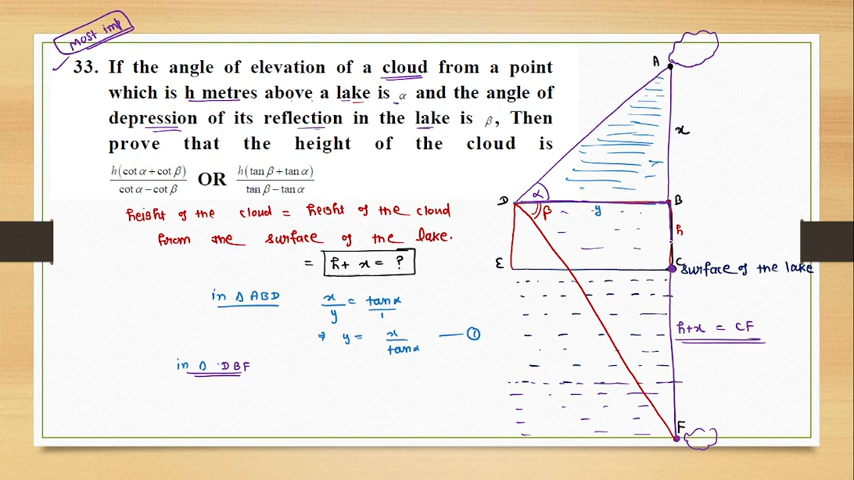 most imp
33. If the angle of elevation of a cloud from a point
which is h metres above a lake is α and the angle of
depression of its reflection in the lake is β, Then
prove that the height of the cloud is
h(cot α + cot β)/cot α − cot β OR h(tan β + tan α)/tan β − tan α
height of the cloud = height of the cloud
from the surface of the lake.
= h + x = ?
in Δ ABD x/y = tanα/1
⇒ y = x/tanα —— ①
in Δ DBF
A
x
D α B
β y
h
E C surface of the lake
h+x = CF
F